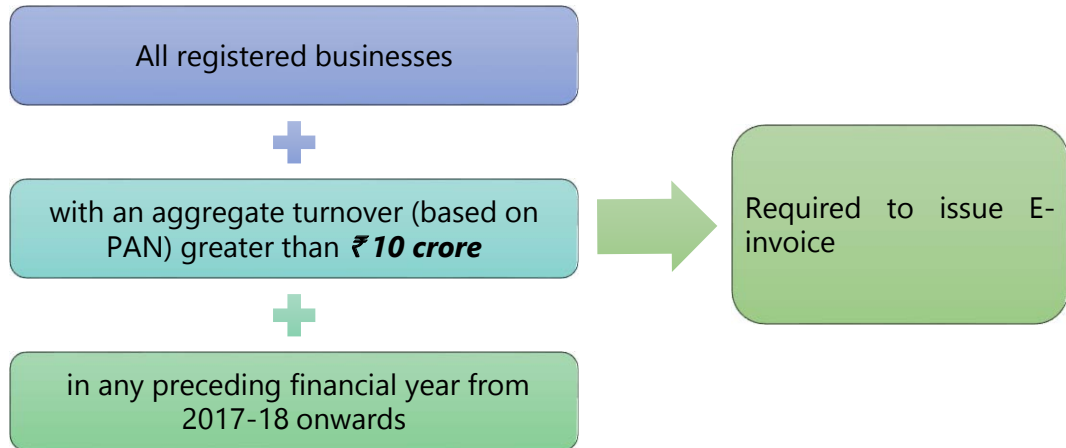 All registered businesses
with an aggregate turnover (based on
PAN) greater than ₹ 10 crore
in any preceding financial year from
2017-18 onwards
Required to issue E-
invoice